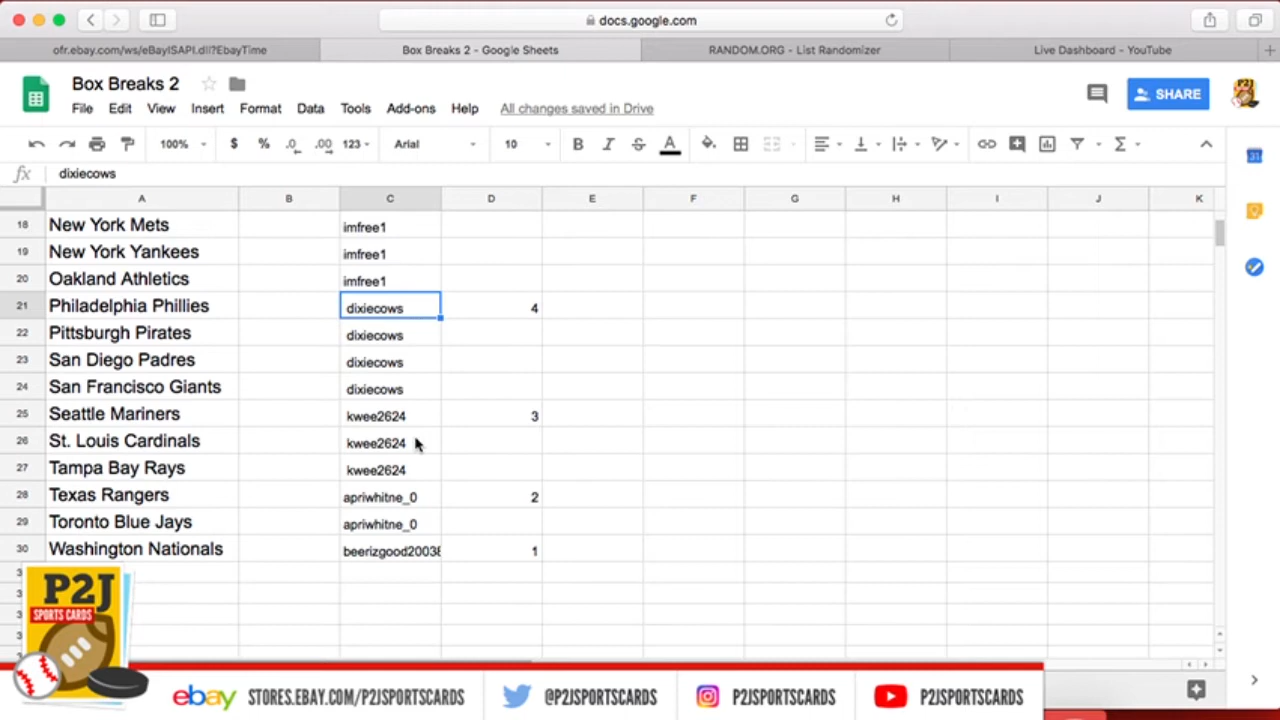 docs.google.com
ofr.ebay.com/ws/eBayISAPI.dll?EbayTime
Box Breaks 2 - Google Sheets
RANDOM.ORG - List Randomizer
Live Dashboard - YouTube
Box Breaks 2
File Edit View Insert Format Data Tools Add-ons Help All changes saved in Drive
SHARE
P2J
100% $ % .0 .00 123 Arial 10 B I S A
31
fx dixiecows
A B C D E F G H I J K
18 New York Mets imfree1
19 New York Yankees imfree1
20 Oakland Athletics imfree1
21 Philadelphia Phillies dixiecows 4
22 Pittsburgh Pirates dixiecows
23 San Diego Padres dixiecows
24 San Francisco Giants dixiecows
25 Seattle Mariners kwee2624 3
26 St. Louis Cardinals kwee2624
27 Tampa Bay Rays kwee2624
28 Texas Rangers apriwhitne_0 2
29 Toronto Blue Jays apriwhitne_0
30 Washington Nationals beerizgood20038 1
P2J
SPORTS CARDS
ebay STORES.EBAY.COM/P2JSPORTSCARDS @P2JSPORTSCARDS P2JSPORTSCARDS P2JSPORTSCARDS